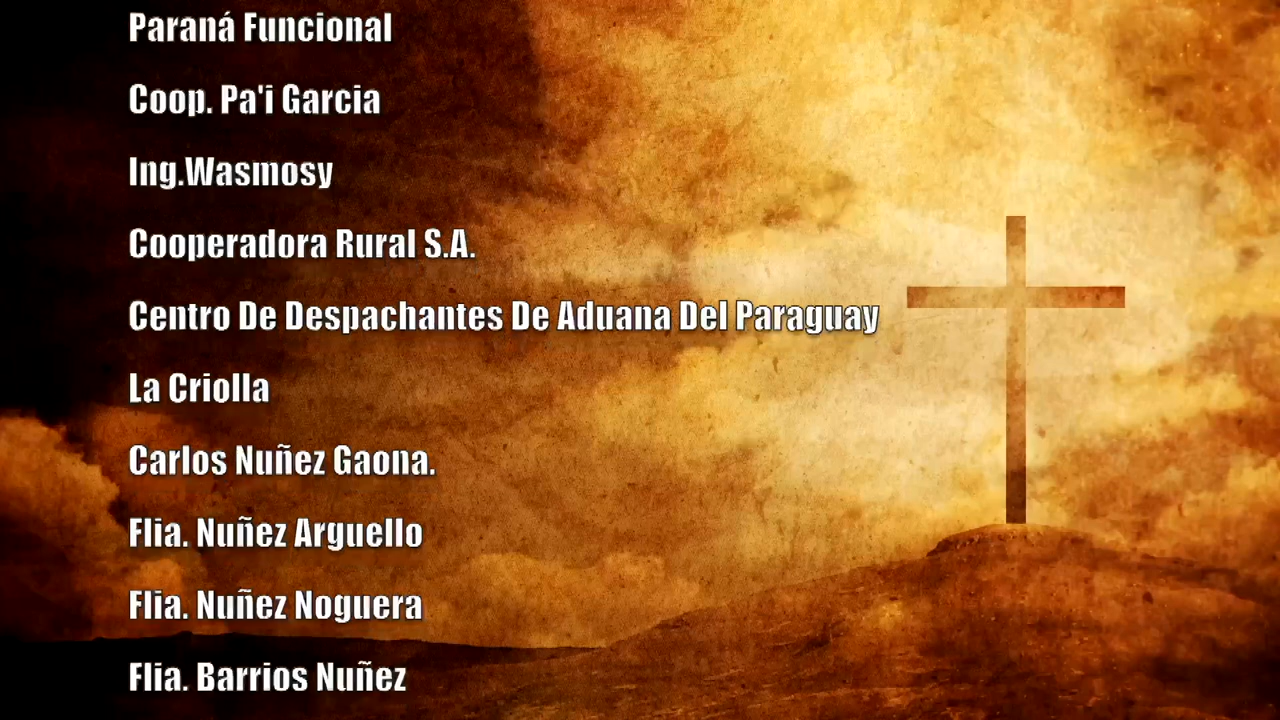 Paraná Funcional
Coop. Pa'i Garcia
Ing.Wasmosy
Cooperadora Rural S.A.
Centro De Despachantes De Aduana Del Paraguay
La Criolla
Carlos Nuñez Gaona.
Flia. Nuñez Arguello
Flia. Nuñez Noguera
Flia. Barrios Nuñez